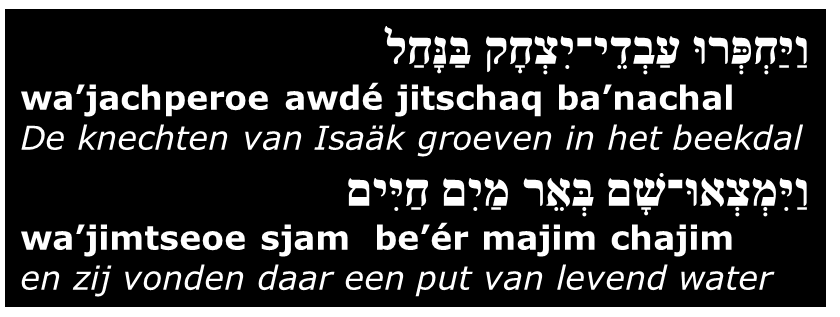 וַיַּחְפְּרוּ עַבְדֵי־יִצְחָק בַּנָּחַל
wa’jachperoe awdé jitschaq ba’nachal
De knechten van Isaäk groeven in het beekdal
וַיִּמְצְאוּ־שָׁם בְּאֵר מַיִם חַיִּים
wa’jimtseoe sjam be’ér majim chajim
en zij vonden daar een put van levend water